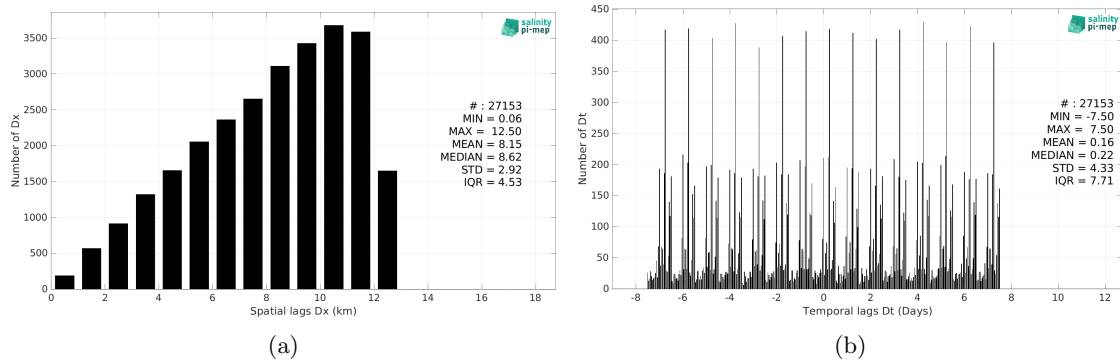 salinity
pi-mep
3500
3000
2500
2000
1500
1000
500
0
Number of Dx
# : 27153
MIN = 0.06
MAX = 12.50
MEAN = 8.15
MEDIAN = 8.62
STD = 2.92
IQR = 4.53
0 2 4 6 8 10 12 14 16 18
Spatial lags Dx (km)
(a)
salinity
pi-mep
450
400
350
300
250
200
150
100
50
0
Number of Dt
# : 27153
MIN = -7.50
MAX = 7.50
MEAN = 0.16
MEDIAN = 0.22
STD = 4.33
IQR = 7.71
-8 -6 -4 -2 0 2 4 6 8 10 12
Temporal lags Dt (Days)
(b)